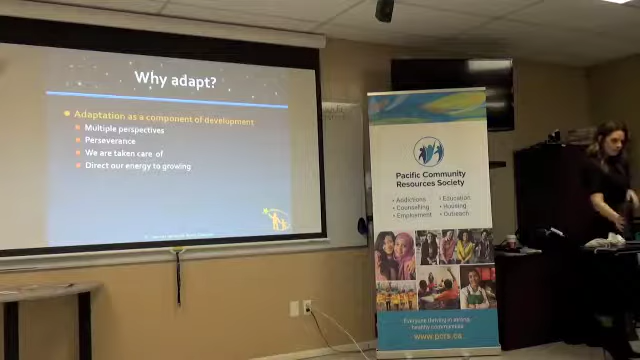 Why adapt?
Adaptation as a component of development
Multiple perspectives
Perseverance
We are taken care of
Direct our energy to growing
Pacific Community
Resources Society
• Addictions
• Education
• Counselling
• Housing
• Employment
• Outreach
Everyone thriving in strong,
healthy communities
www.pcrs.ca